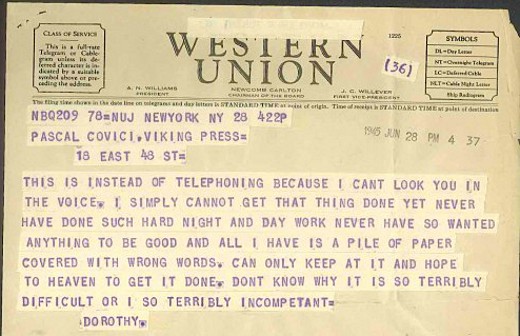 CLASS OF SERVICE
This is a full-rate
Telegram or Cable-
gram unless its de-
ferred character is in-
dicated by a suitable
symbol above or pre-
ceding the address.
WESTERN
UNION
1225
(36)
SYMBOLS
DL = Day Letter
NT = Overnight Telegram
LC = Deferred Cable
NLT = Cable Night Letter
Ship Radiogram
A. N. WILLIAMS
PRESIDENT
NEWCOMB CARLTON
CHAIRMAN OF THE BOARD
J. C. WILLEVER
FIRST VICE-PRESIDENT
The filing time shown in the date line on telegrams and day letters is STANDARD TIME at point of origin. Time of receipt is STANDARD TIME at point of destination
NBQ209 78=NUJ NEWYORK NY 28 422P
1945 JUN 28 PM 4 37
PASCAL COVICI, VIKING PRESS=
18 EAST 48 ST=
THIS IS INSTEAD OF TELEPHONING BECAUSE I CANT LOOK YOU IN
THE VOICE. I SIMPLY CANNOT GET THAT THING DONE YET NEVER
HAVE DONE SUCH HARD NIGHT AND DAY WORK NEVER HAVE SO WANTED
ANYTHING TO BE GOOD AND ALL I HAVE IS A PILE OF PAPER
COVERED WITH WRONG WORDS. CAN ONLY KEEP AT IT AND HOPE
TO HEAVEN TO GET IT DONE. DONT KNOW WHY IT IS SO TERRIBLY
DIFFICULT OR I SO TERRIBLY INCOMPETANT=
DOROTHY.